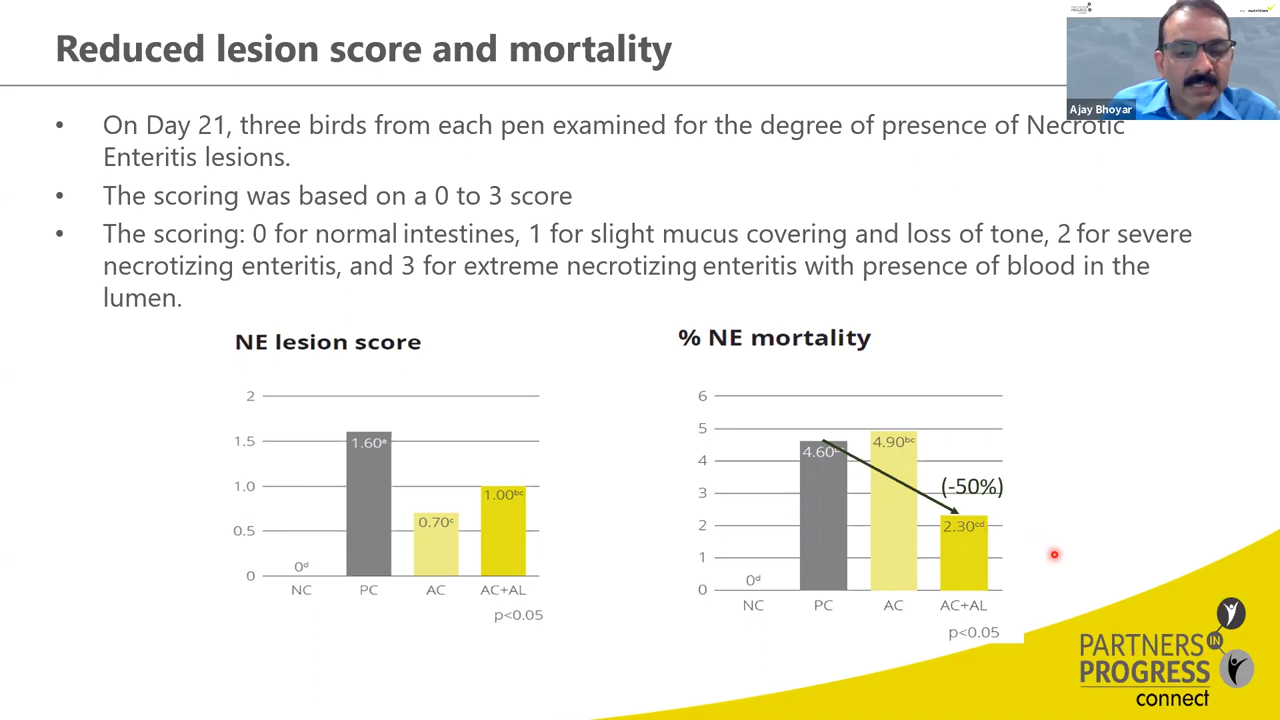 Reduced lesion score and mortality
nutrition
Ajay Bhoyar
• On Day 21, three birds from each pen examined for the degree of presence of Necrotic
Enteritis lesions.
• The scoring was based on a 0 to 3 score
• The scoring: 0 for normal intestines, 1 for slight mucus covering and loss of tone, 2 for severe
necrotizing enteritis, and 3 for extreme necrotizing enteritis with presence of blood in the
lumen.
NE lesion score
2
1.5
1.0
0.5
0
0ᵈ
1.60ᵃ
0.70ᶜ
1.00ᵇᶜ
NC PC AC AC+AL
p<0.05
% NE mortality
6
5
4
3
2
1
0
0ᵈ
4.60
4.90ᵇᶜ
(-50%)
2.30ᶜᵈ
NC PC AC AC+AL
p<0.05
PARTNERS
IN
PROGRESS
connect